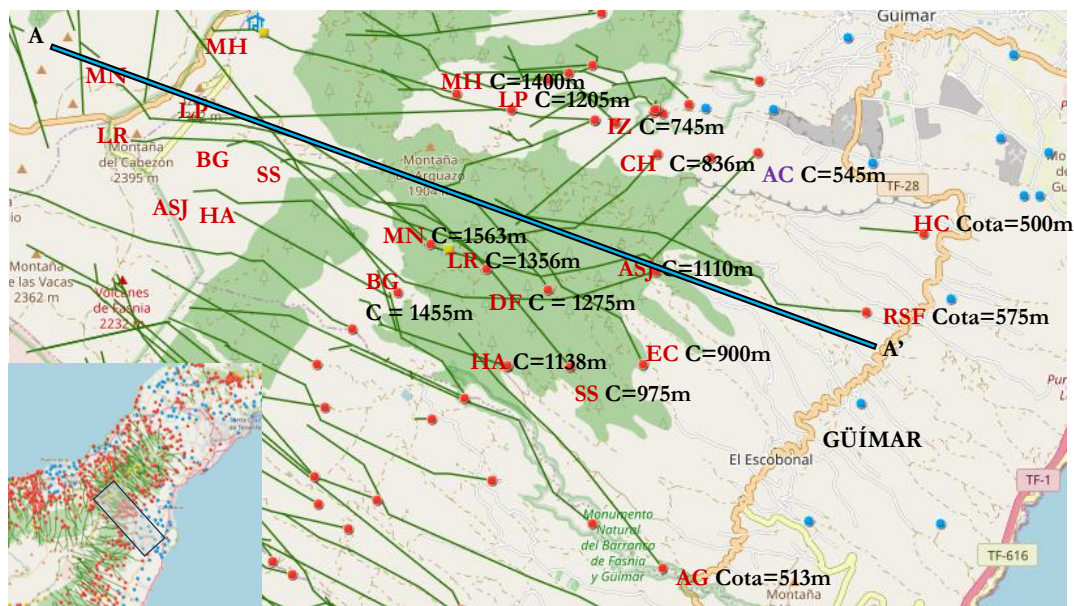 Güimar
A
MH
MN
MH C=1400m
LP
LP C=1205m
IZ C=745m
LR
Montaña
del Cabezón
2395 m
BG
SS
Montaña
de Arguazo
1904 m
CH C=836m
AC C=545m
TF-28
ASJ
HA
HC Cota=500m
MN C=1563m
Montaña
de las Vacas
2362 m
LR C=1356m
ASJ C=1110m
BG
C = 1455m
DF C = 1275m
Volcanes
de Fasnia
2232 m
RSF Cota=575m
A'
HA C=1138m
EC C=900m
SS C=975m
GÜÍMAR
El Escobonal
TF-1
Monumento
Natural
del Barranco
de Fasnia
y Güímar
TF-616
AG Cota=513m
Montaña